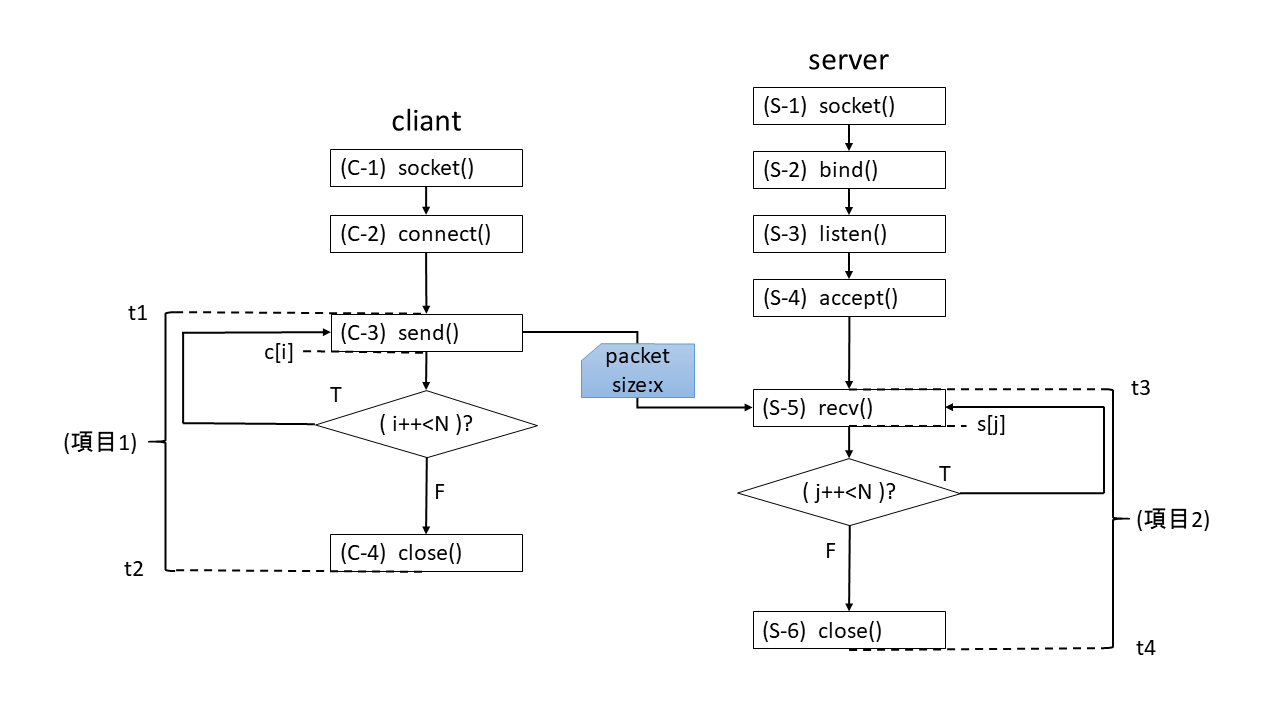 cliant
(C-1) socket()
(C-2) connect()
t1
(C-3) send()
c[i]
T
( i++<N )?
(項目1)
F
(C-4) close()
t2
packet
size:x
server
(S-1) socket()
(S-2) bind()
(S-3) listen()
(S-4) accept()
t3
(S-5) recv()
s[j]
T
( j++<N )?
(項目2)
F
(S-6) close()
t4